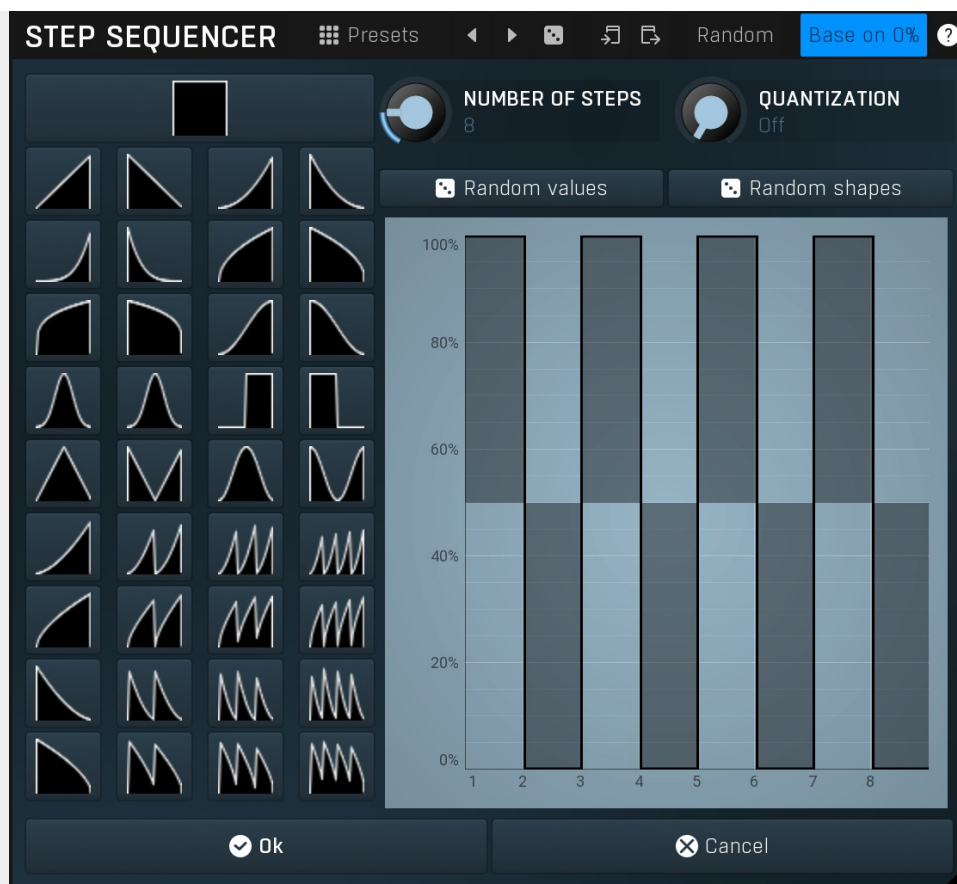 STEP SEQUENCER Presets Random Base on 0% ?
NUMBER OF STEPS
8
QUANTIZATION
Off
Random values Random shapes
100%
80%
60%
40%
20%
0%
1 2 3 4 5 6 7 8
Ok Cancel